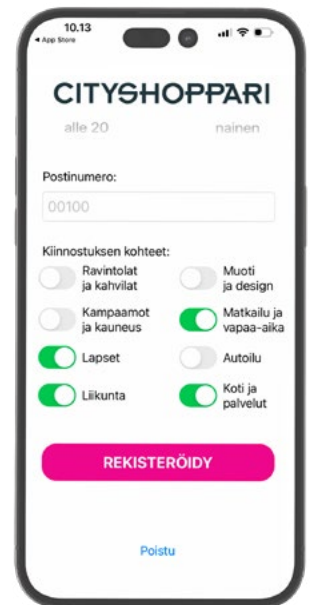 10.13
◀ App Store
CITYSHOPPARI
alle 20 nainen
Postinumero:
00100
Kiinnostuksen kohteet:
Ravintolat
ja kahvilat
Muoti
ja design
Kampaamot
ja kauneus
Matkailu ja
vapaa-aika
Lapset
Autoilu
Liikunta
Koti ja
palvelut
REKISTERÖIDY
Poistu